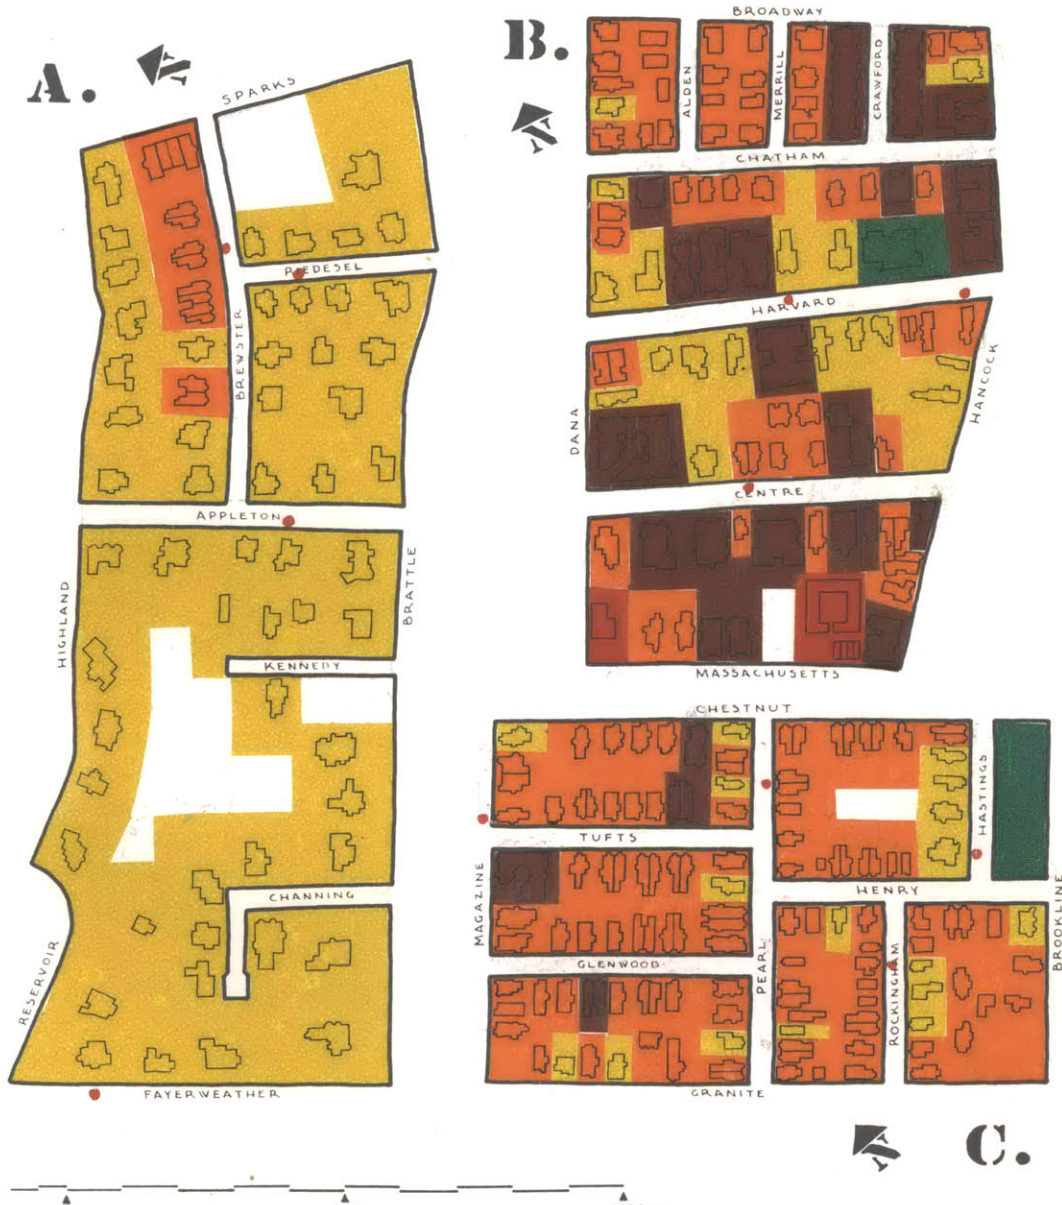 A.
SPARKS
RIEDESEL
BREWSTER
APPLETON
HIGHLAND
BRATTLE
KENNEDY
CHANNING
RESERVOIR
FAYERWEATHER
B.
BROADWAY
ALDEN
MERRILL
CRAWFORD
CHATHAM
HARVARD
DANA
HANCOCK
CENTRE
MASSACHUSETTS
CHESTNUT
TUFTS
HASTINGS
MAGAZINE
HENRY
GLENWOOD
PEARL
ROCKINGHAM
BROOKLINE
GRANITE
C.